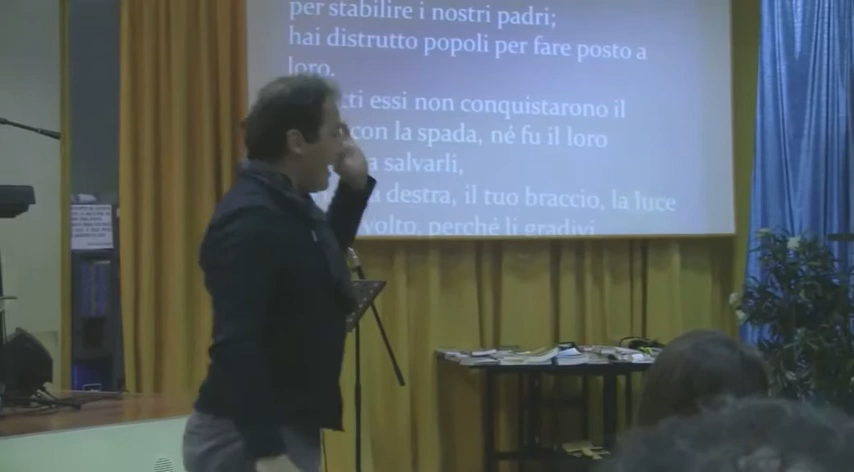 per stabilire i nostri padri;
hai distrutto popoli per fare posto a
loro.
essi non conquistarono il
con la spada, né fu il loro
a salvarli,
destra, il tuo braccio, la luce
volto, perché li gradivi.